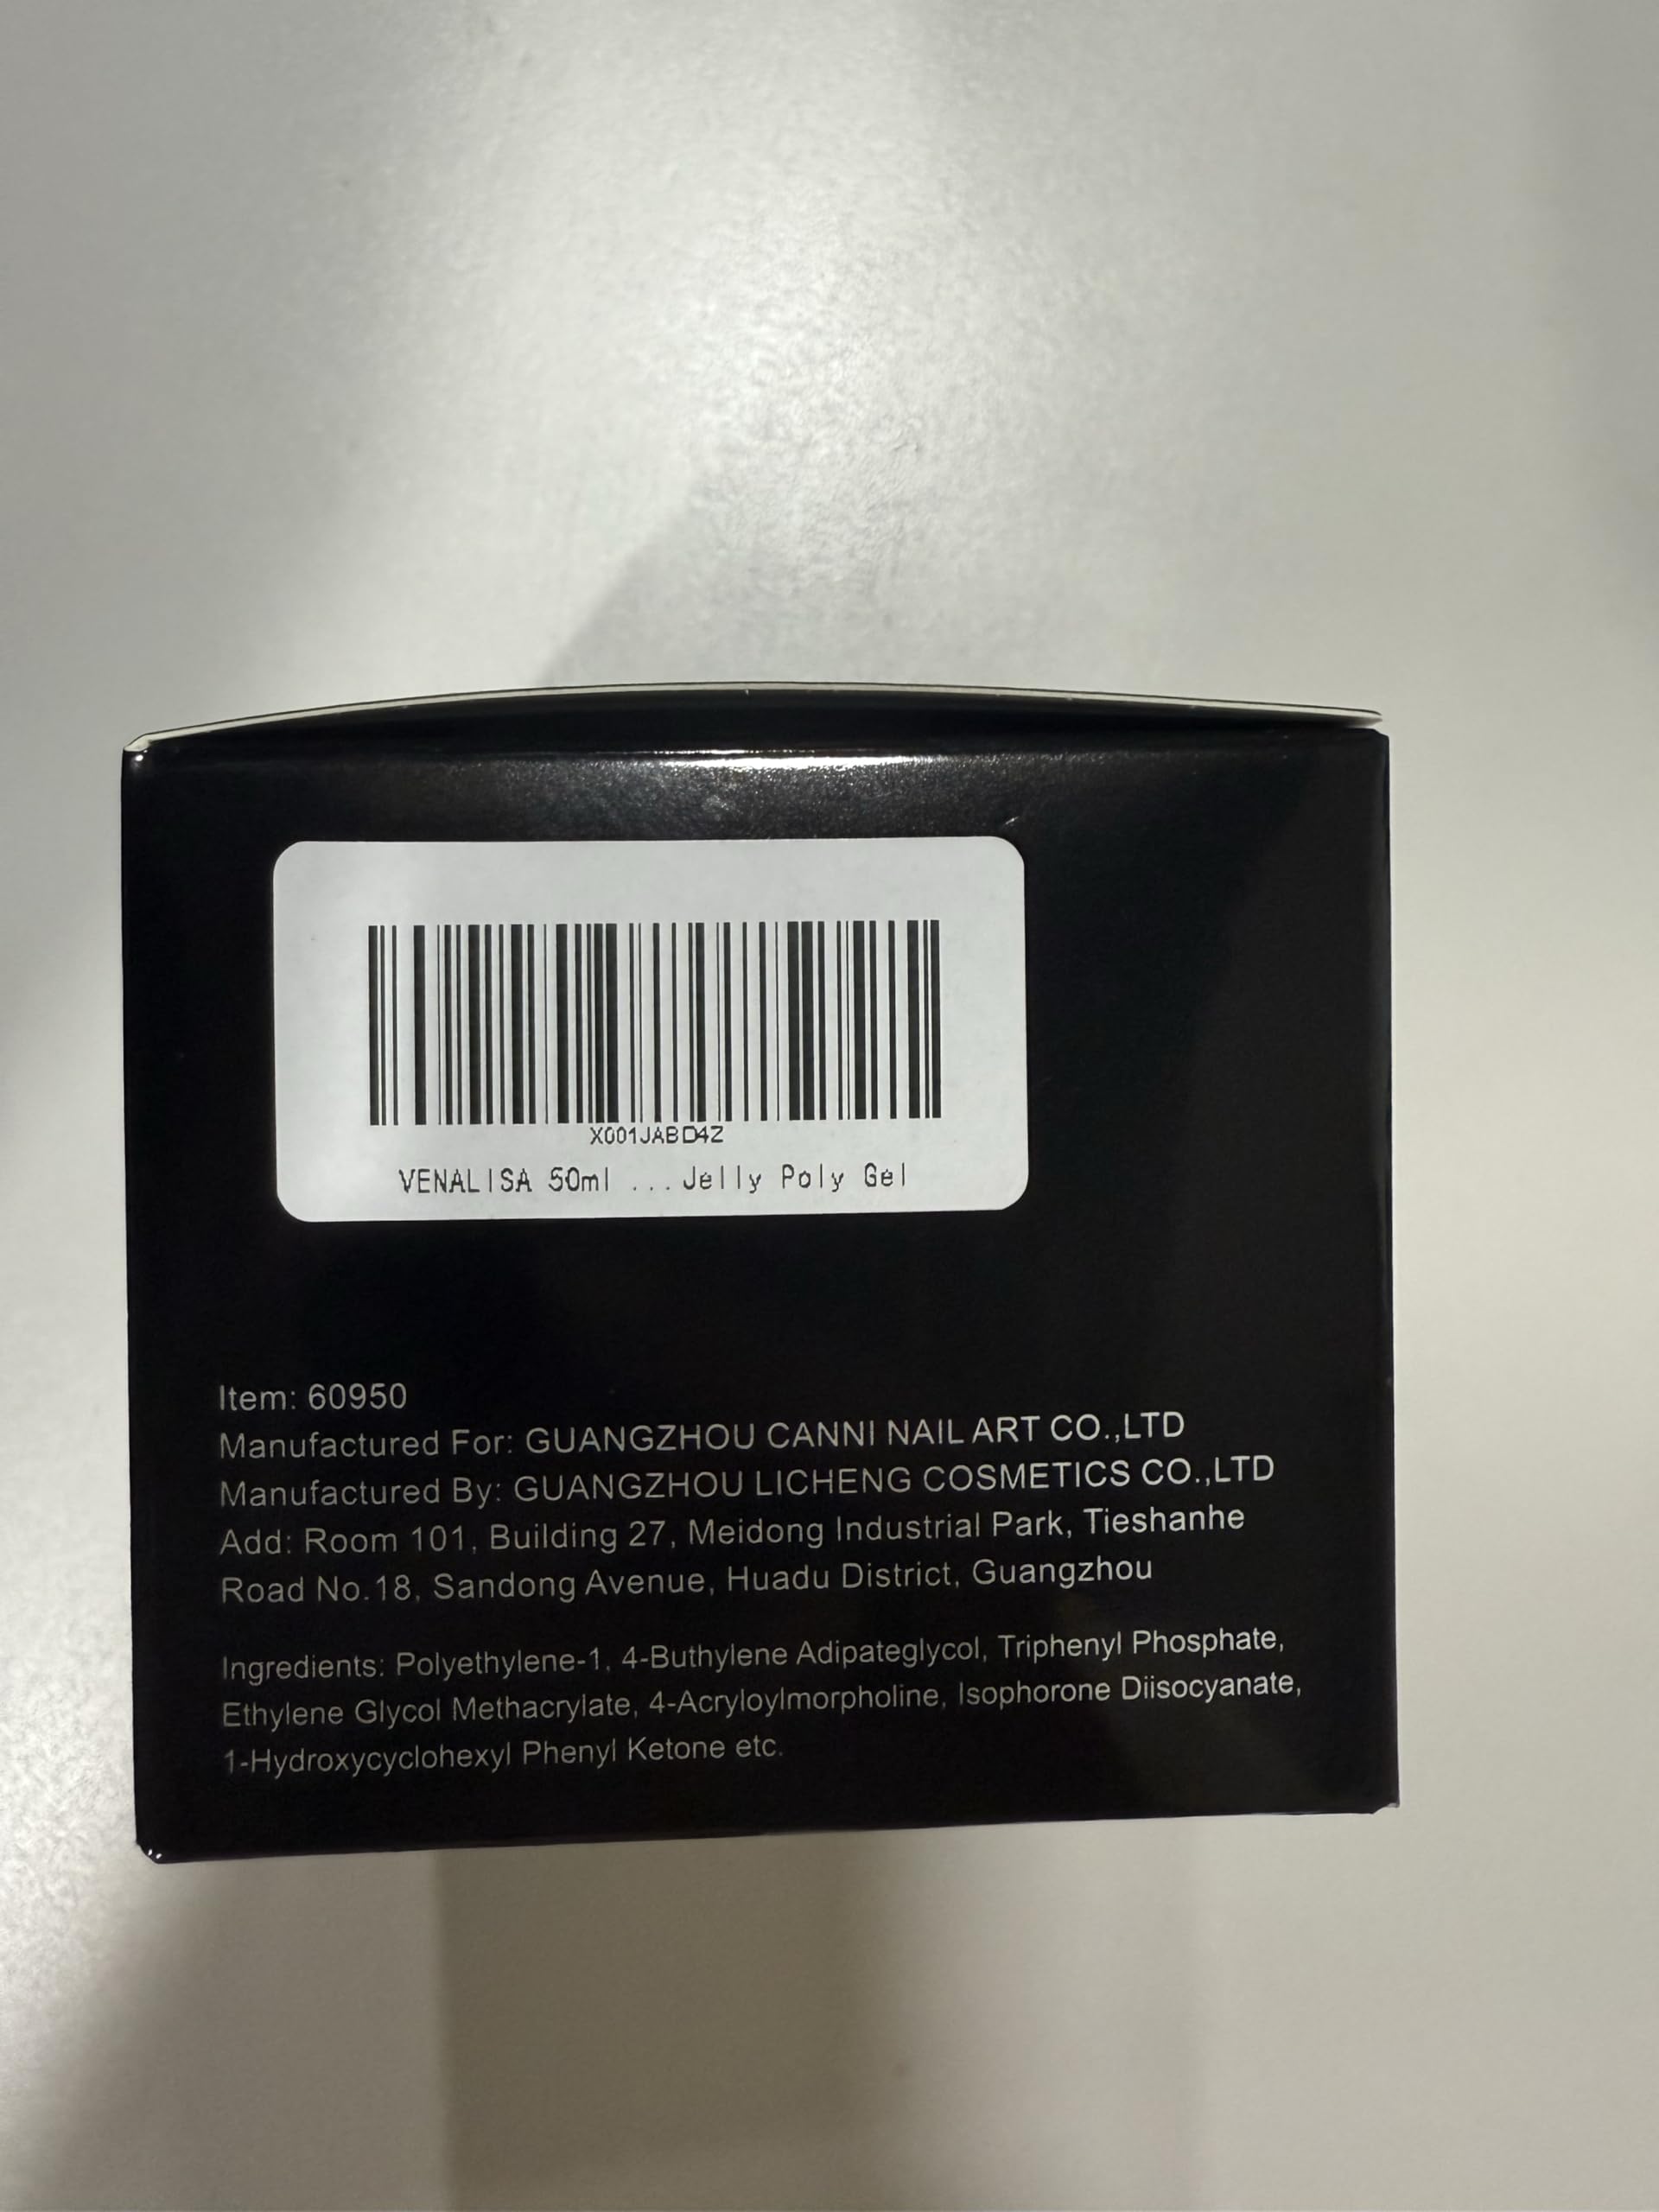 X001JABD4Z
VENALISA 50ml ...Jelly Poly Gel
Item: 60950
Manufactured For: GUANGZHOU CANNI NAIL ART CO.,LTD
Manufactured By: GUANGZHOU LICHENG COSMETICS CO.,LTD
Add: Room 101, Building 27, Meidong Industrial Park, Tieshanhe
Road No.18, Sandong Avenue, Huadu District, Guangzhou
Ingredients: Polyethylene-1, 4-Buthylene Adipateglycol, Triphenyl Phosphate,
Ethylene Glycol Methacrylate, 4-Acryloylmorpholine, Isophorone Diisocyanate,
1-Hydroxycyclohexyl Phenyl Ketone etc.